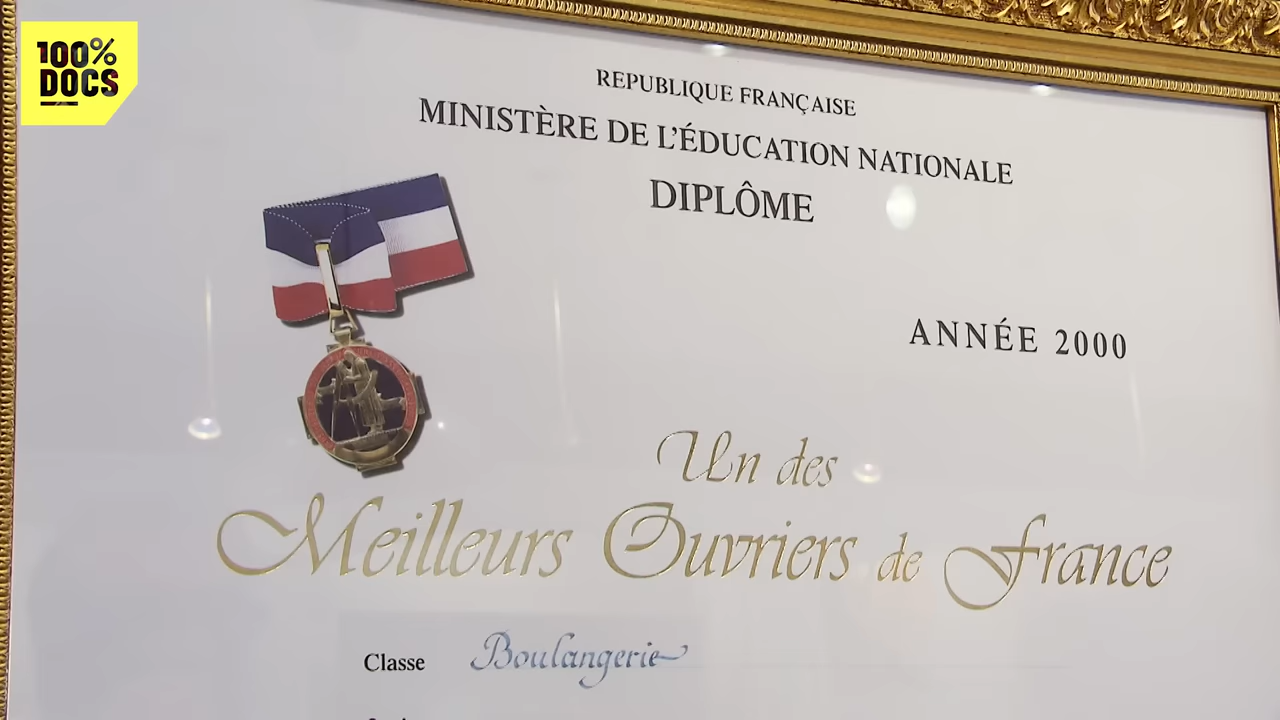 100%
DOCS
REPUBLIQUE FRANÇAISE
MINISTÈRE DE L'ÉDUCATION NATIONALE
DIPLÔME
ANNÉE 2000
Un des
Meilleurs Ouvriers de France
Classe Boulangerie